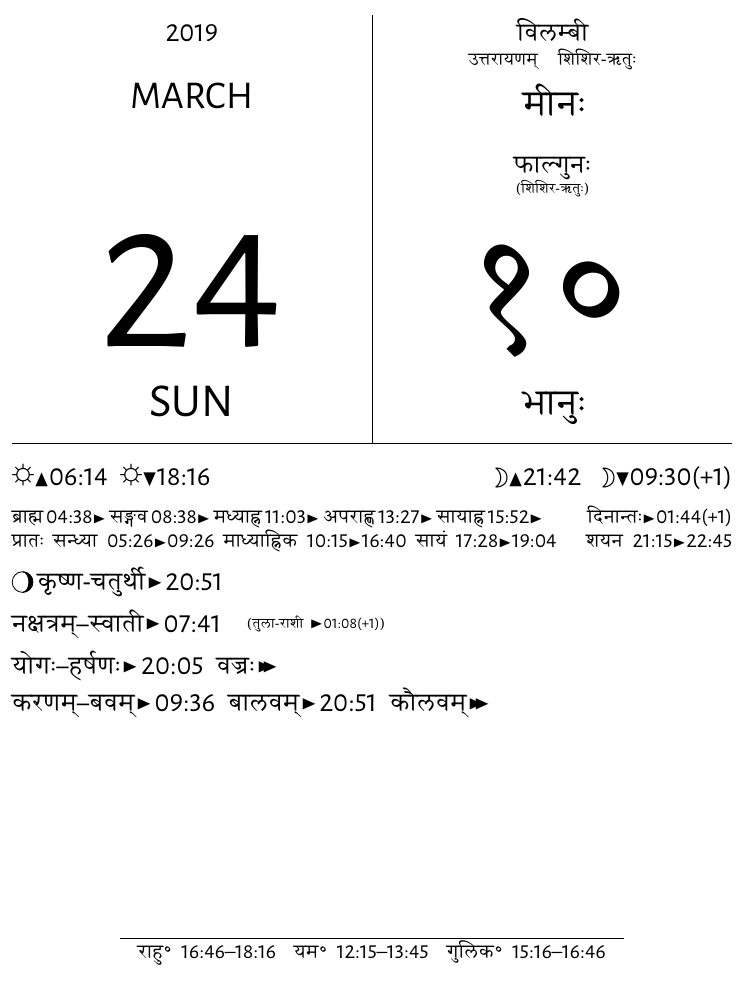 2019
MARCH
24
SUN
विलम्बी
उत्तरायणम् शिशिर-ऋतुः
मीनः
फाल्गुनः
(शिशिर-ऋतुः)
१०
भानुः
☼▲06:14 ☼▼18:16
☽▲21:42 ☽▼09:30(+1)
ब्राह्म 04:38► सङ्गव 08:38► मध्याह्न 11:03► अपराह्ण 13:27► सायाह्न 15:52► दिनान्तः►01:44(+1)
प्रातः सन्ध्या 05:26►09:26 माध्याह्निक 10:15►16:40 सायं 17:28►19:04 शयन 21:15►22:45
कृष्ण-चतुर्थी►20:51
नक्षत्रम्–स्वाती►07:41 (तुला-राशी ►01:08(+1))
योगः–हर्षणः►20:05 वज्रः►►
करणम्–बवम्►09:36 बालवम्►20:51 कौलवम्►►
राहु° 16:46–18:16 यम° 12:15–13:45 गुलिक° 15:16–16:46